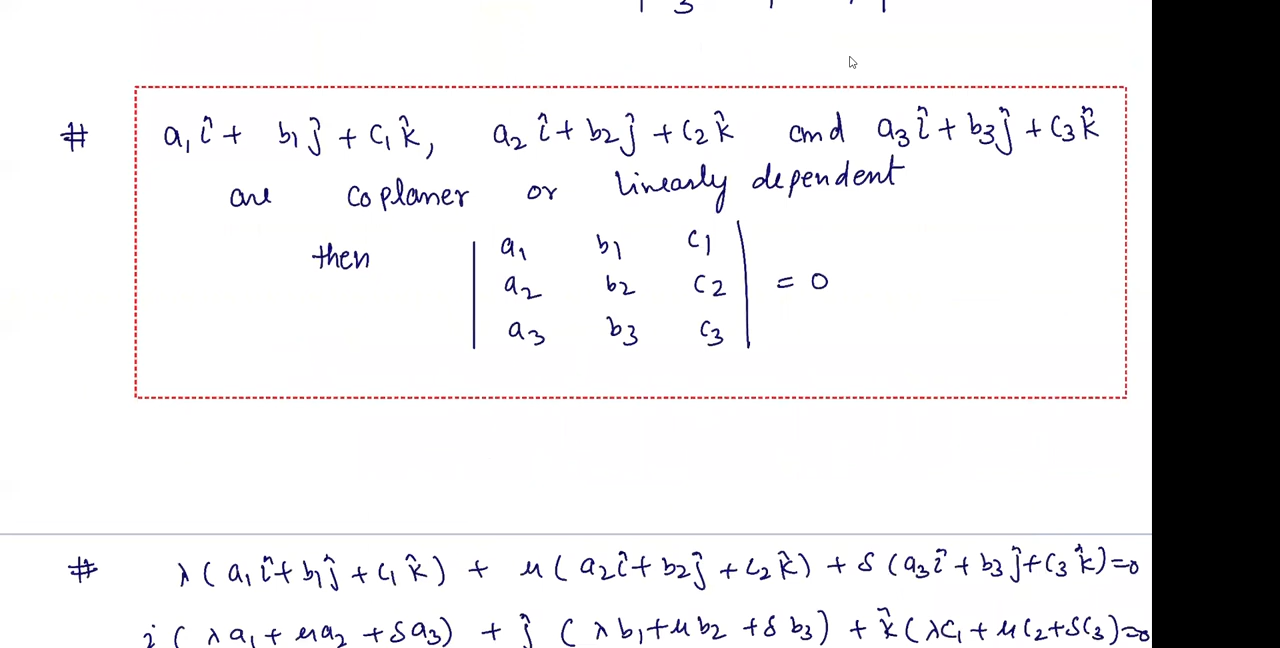 # a₁î + b₁ĵ + c₁k̂, a₂î + b₂ĵ + c₂k̂ and a₃î + b₃ĵ + c₃k̂
are coplaner or linearly dependent
then | a₁ b₁ c₁ |
| a₂ b₂ c₂ | = 0
| a₃ b₃ c₃ |
# λ(a₁î + b₁ĵ + c₁k̂) + μ(a₂î + b₂ĵ + c₂k̂) + δ(a₃î + b₃ĵ + c₃k̂) = 0
î(λa₁ + μa₂ + δa₃) + ĵ(λb₁ + μb₂ + δb₃) + k̂(λc₁ + μc₂ + δc₃) = 0